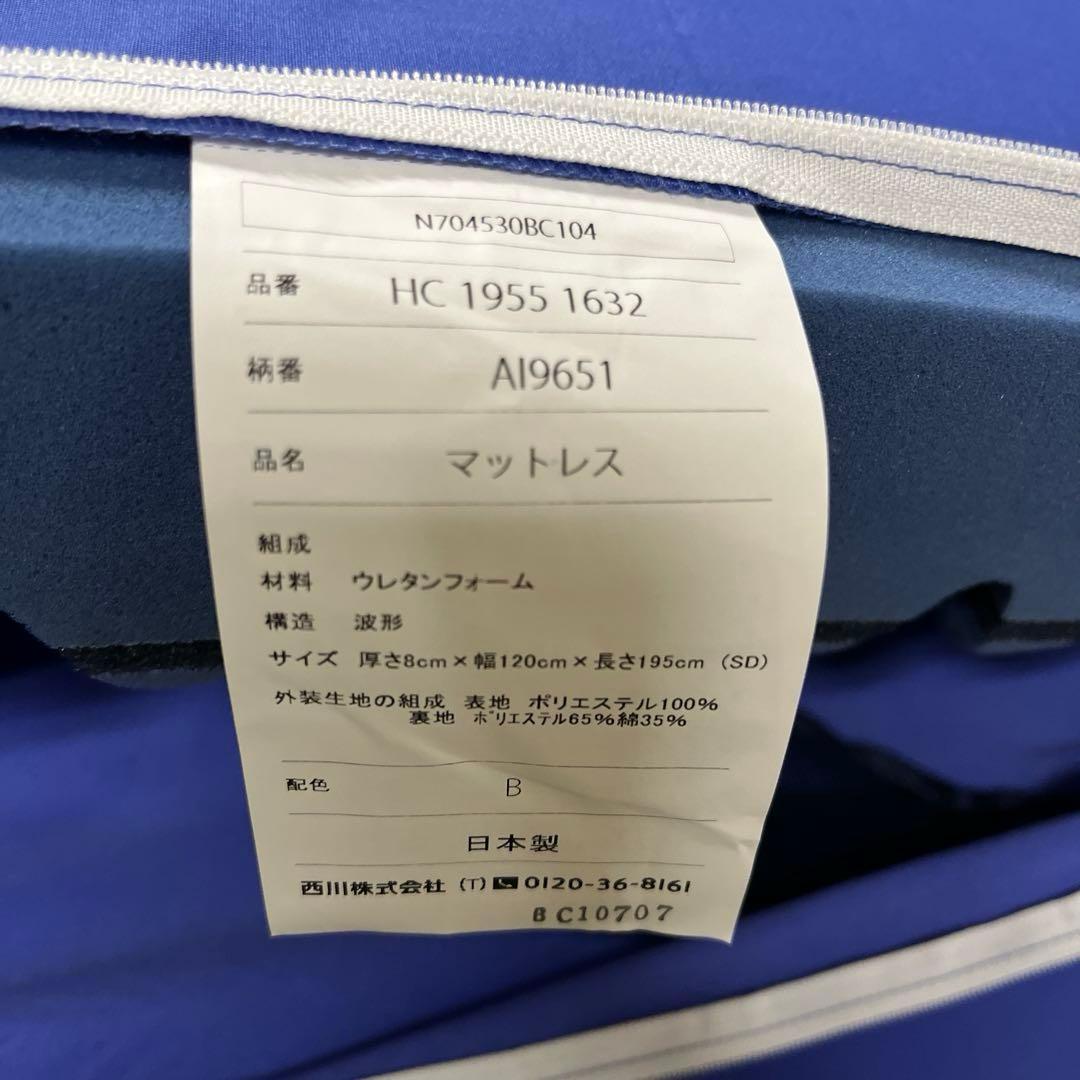 N704530BC104
品番 HC 1955 1632
柄番 AI9651
品名 マットレス
組成
材料 ウレタンフォーム
構造 波形
サイズ 厚さ8cm×幅120cm×長さ195cm (SD)
外装生地の組成 表地 ポリエステル100%
裏地 ポリエステル65%綿35%
配色 B
日本製
西川株式会社 (T) 0120-36-8161
BC10707